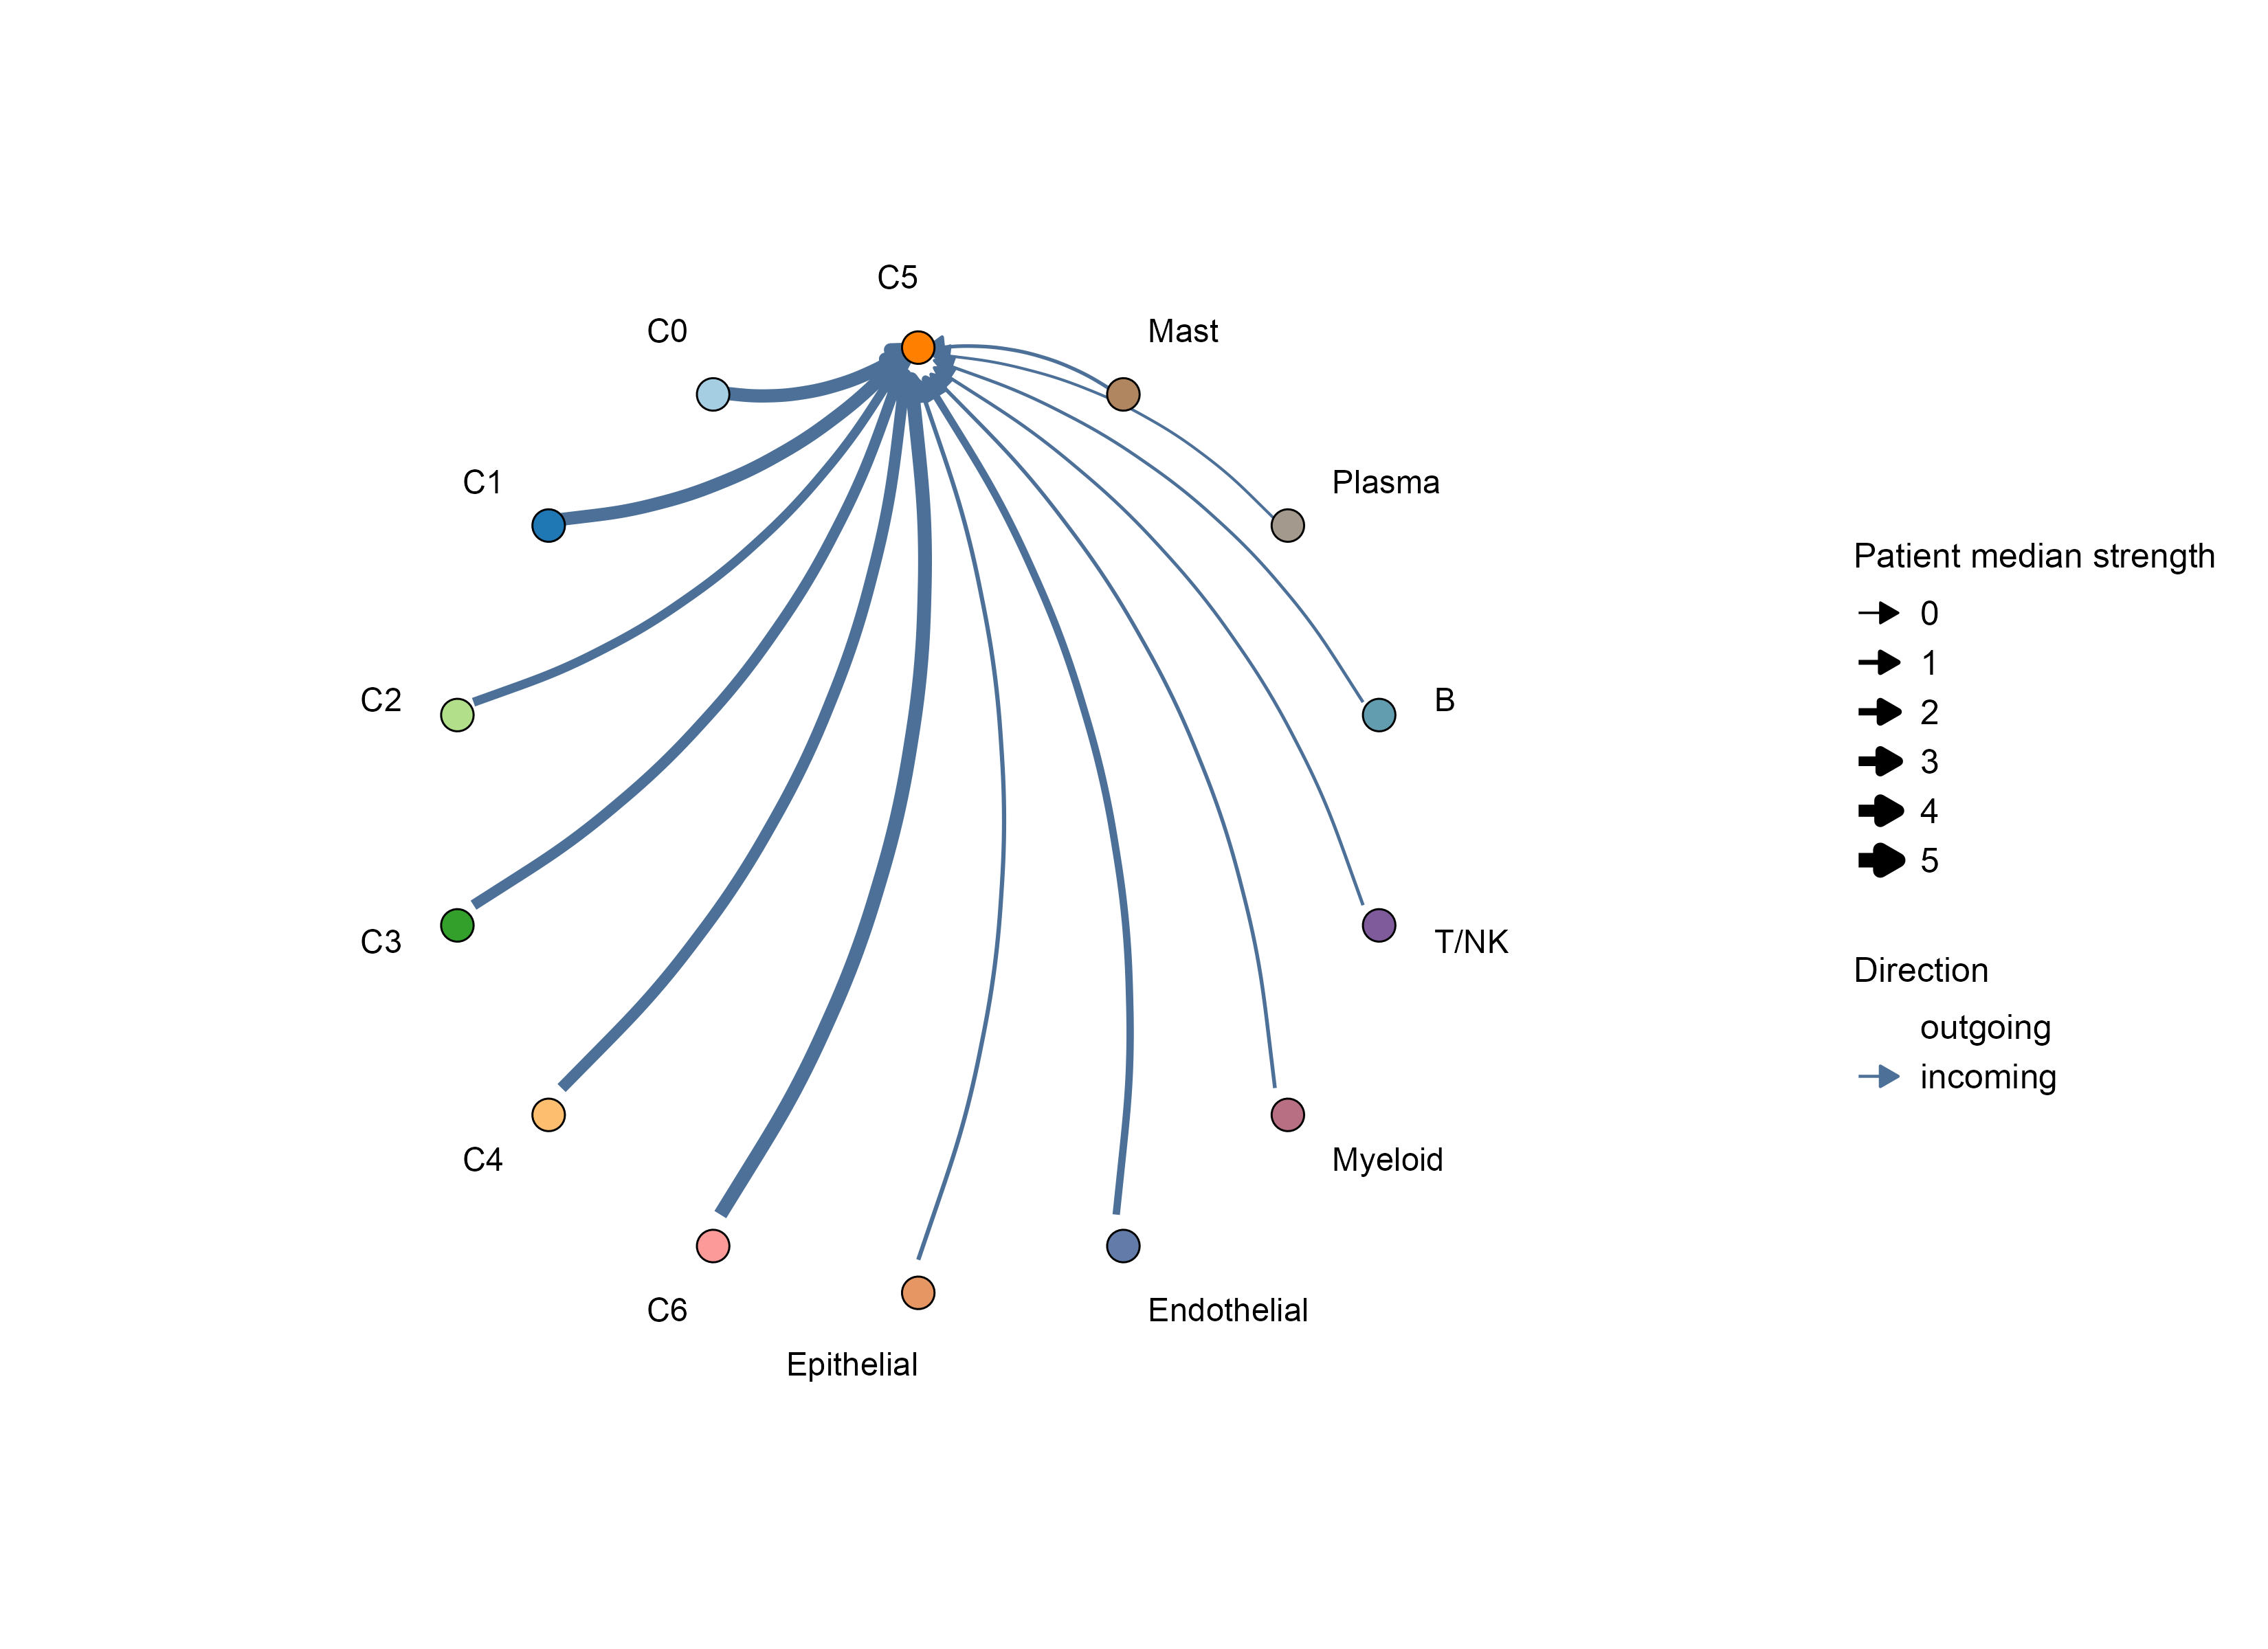 C5
C0
Mast
C1
Plasma
C2
B
C3
T/NK
C4
Myeloid
C6
Endothelial
Epithelial
Patient median strength
0
1
2
3
4
5
Direction
outgoing
incoming